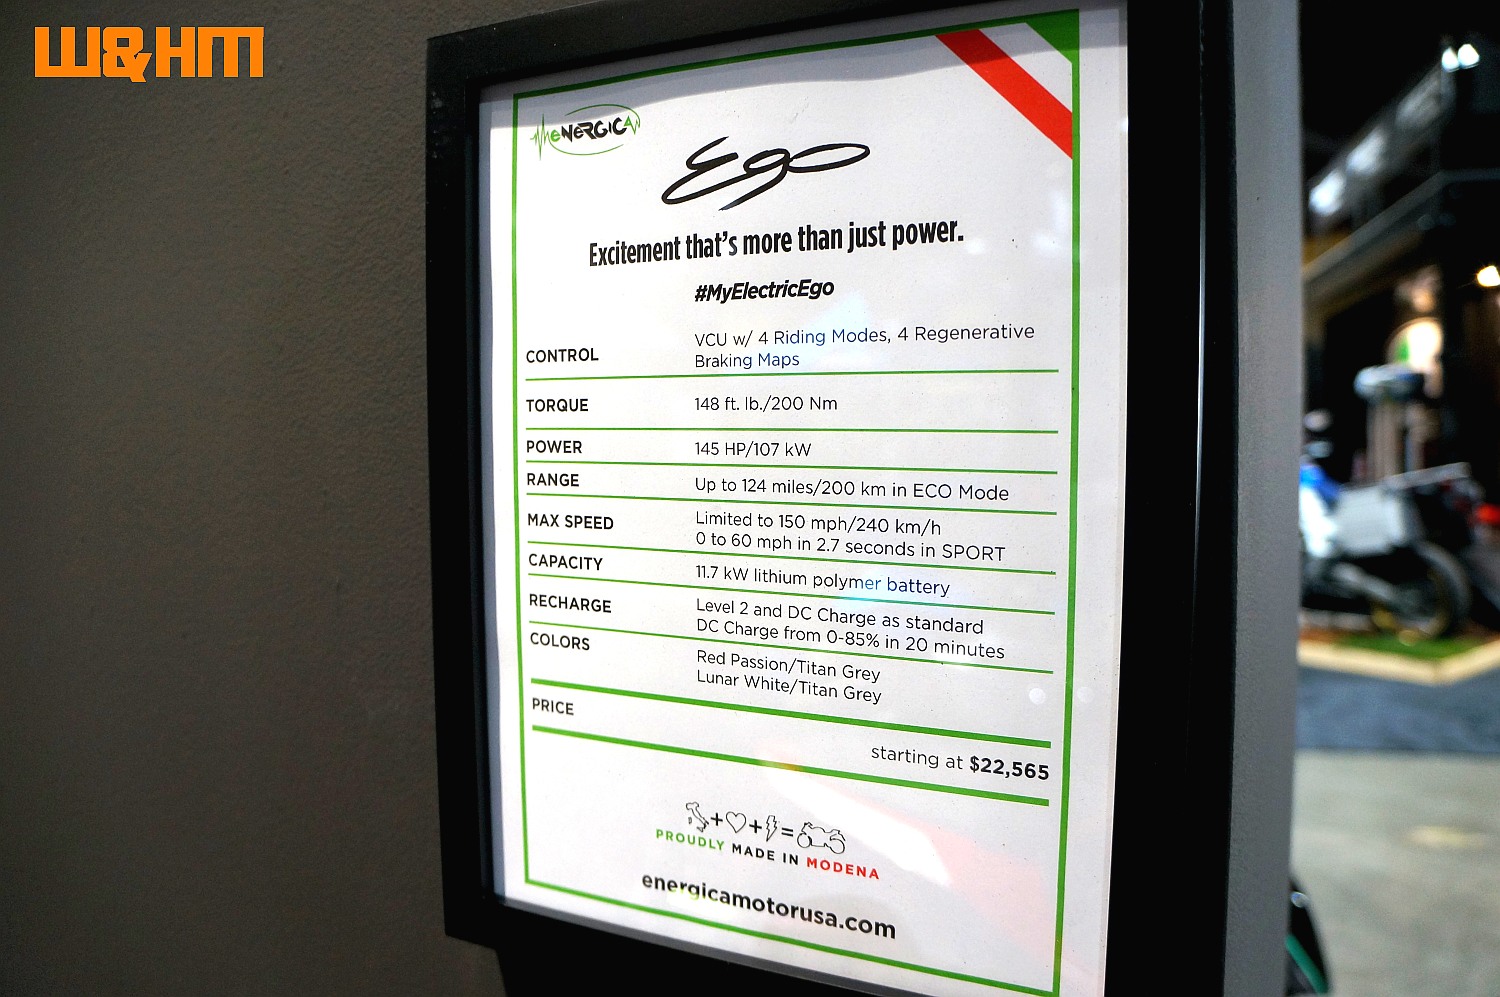 W&HM
eNeRGICA
Ego
Excitement that's more than just power.
#MyElectricEgo
CONTROL VCU w/ 4 Riding Modes, 4 Regenerative
Braking Maps
TORQUE 148 ft. lb./200 Nm
POWER 145 HP/107 kW
RANGE Up to 124 miles/200 km in ECO Mode
MAX SPEED Limited to 150 mph/240 km/h
0 to 60 mph in 2.7 seconds in SPORT
CAPACITY 11.7 kW lithium polymer battery
RECHARGE Level 2 and DC Charge as standard
DC Charge from 0-85% in 20 minutes
COLORS Red Passion/Titan Grey
Lunar White/Titan Grey
PRICE
starting at $22,565
PROUDLY MADE IN MODENA
energicamotorusa.com